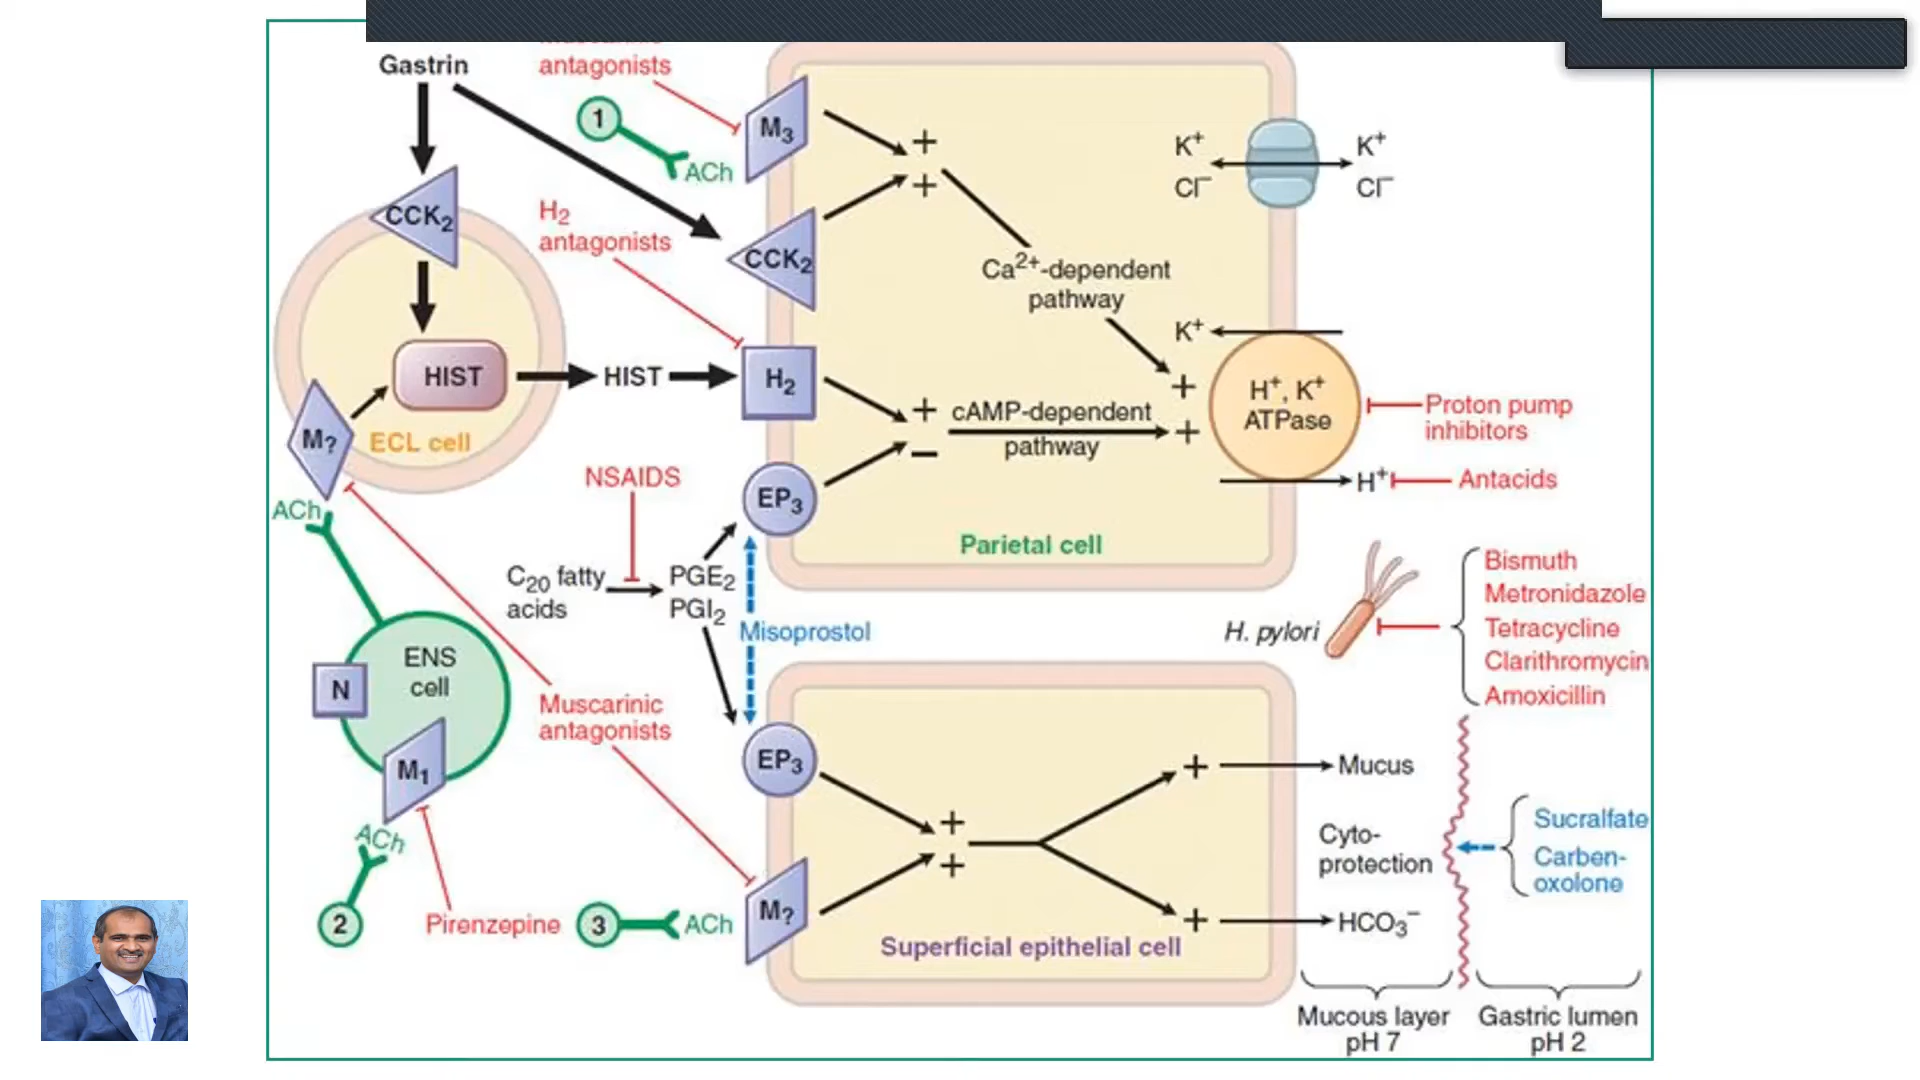 Gastrin
antagonists
1
ACh
M3
+
+
K+
Cl–
K+
Cl–
CCK2
H2
antagonists
CCK2
Ca2+-dependent
pathway
K+
HIST
HIST
H2
+
–
cAMP-dependent
pathway
+
+
H+, K+
ATPase
Proton pump
inhibitors
H+
Antacids
M?
ECL cell
ACh
NSAIDS
EP3
Parietal cell
C20 fatty
acids
PGE2
PGI2
Misoprostol
H. pylori
Bismuth
Metronidazole
Tetracycline
Clarithromycin
Amoxicillin
ENS
cell
N
M1
Muscarinic
antagonists
EP3
+
+
+
Mucus
Cyto-
protection
Sucralfate
Carben-
oxolone
ACh
2
Pirenzepine
3
ACh
M?
+
HCO3–
Superficial epithelial cell
Mucous layer
pH 7
Gastric lumen
pH 2